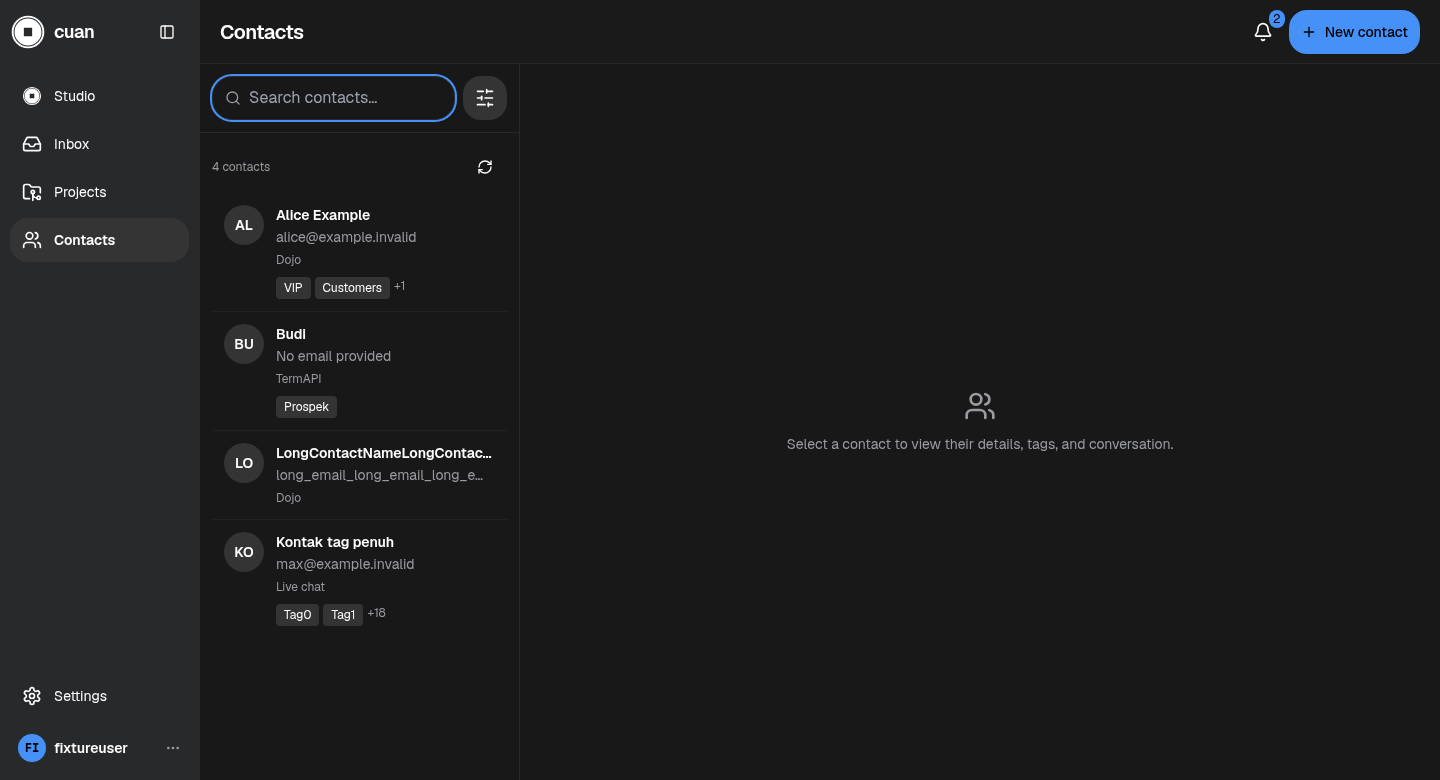 cuan
Studio
Inbox
Projects
Contacts
Settings
FI
fixtureuser
Contacts
2
New contact
Search contacts...
4 contacts
AL
Alice Example
alice@example.invalid
Dojo
VIP Customers +1
BU
Budi
No email provided
TermAPI
Prospek
LO
LongContactNameLongContac...
long_email_long_email_long_e...
Dojo
KO
Kontak tag penuh
max@example.invalid
Live chat
Tag0 Tag1 +18
Select a contact to view their details, tags, and conversation.